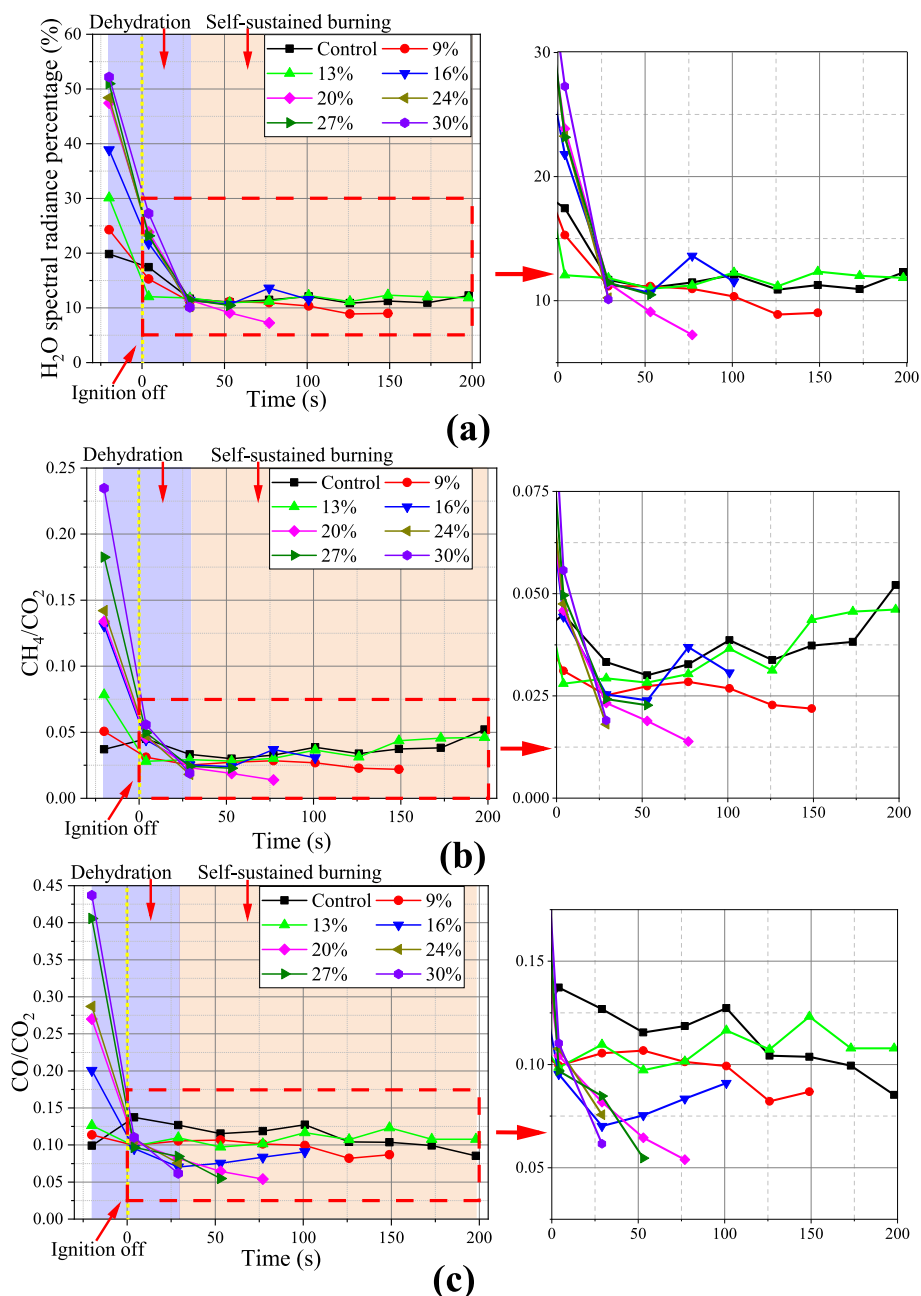 Dehydration Self-sustained burning
Control 9%
13% 16%
20% 24%
27% 30%
H₂O spectral radiance percentage (%)
60
50
40
30
20
10
0
0 50 100 150 200
Ignition off
Time (s)
30
20
10
0 50 100 150 200
(a)
Dehydration Self-sustained burning
Control 9%
13% 16%
20% 24%
27% 30%
CH₄/CO₂
0.25
0.20
0.15
0.10
0.05
0.00
0 50 100 150 200
Ignition off
Time (s)
0.075
0.050
0.025
0.000
0 50 100 150 200
(b)
Dehydration Self-sustained burning
Control 9%
13% 16%
20% 24%
27% 30%
CO/CO₂
0.45
0.40
0.35
0.30
0.25
0.20
0.15
0.10
0.05
0.00
0 50 100 150 200
Ignition off
Time (s)
0.15
0.10
0.05
0 50 100 150 200
(c)